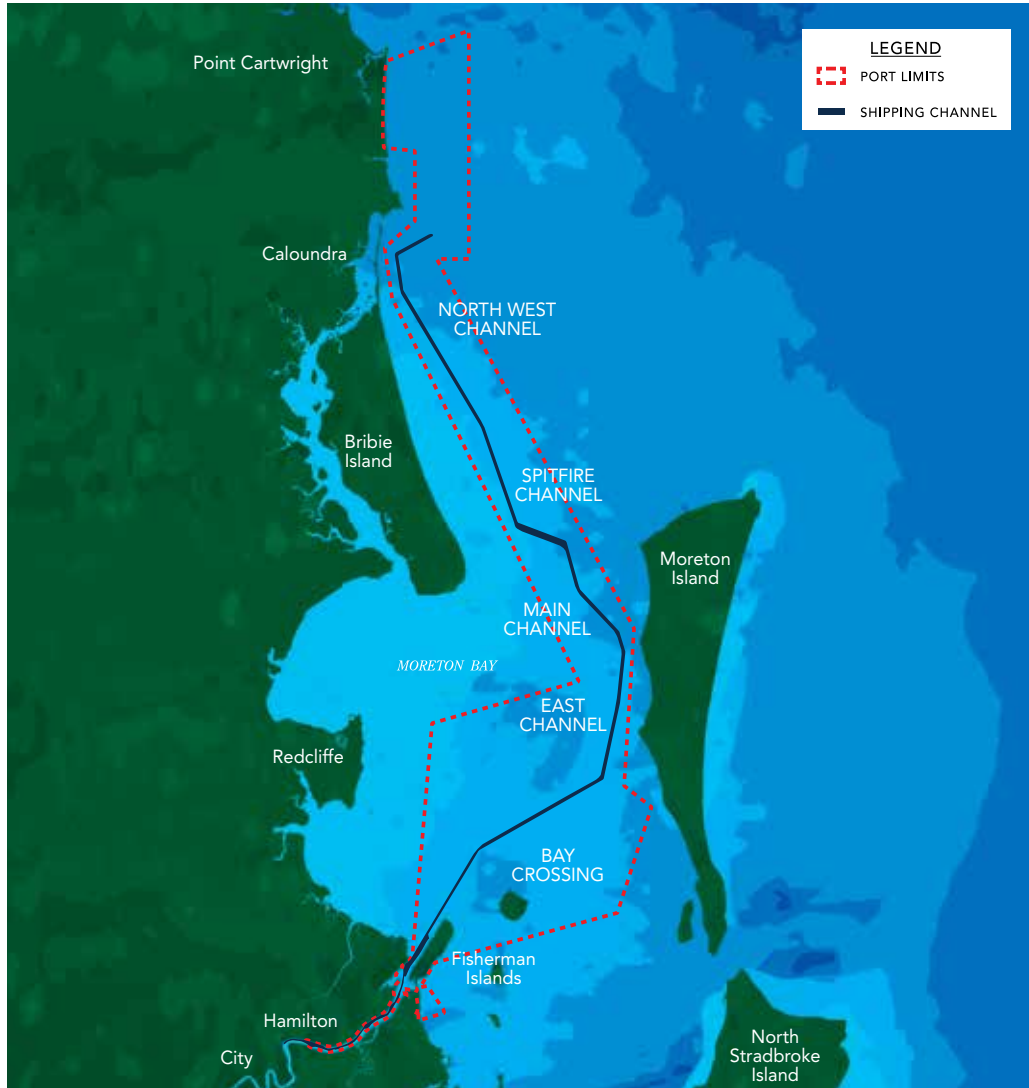 LEGEND
PORT LIMITS
SHIPPING CHANNEL
Point Cartwright
Caloundra
NORTH WEST
CHANNEL
Bribie
Island
SPITFIRE
CHANNEL
Moreton
Island
MAIN
CHANNEL
MORETON BAY
EAST
CHANNEL
Redcliffe
BAY
CROSSING
Fisherman
Islands
Hamilton
City
North
Stradbroke
Island